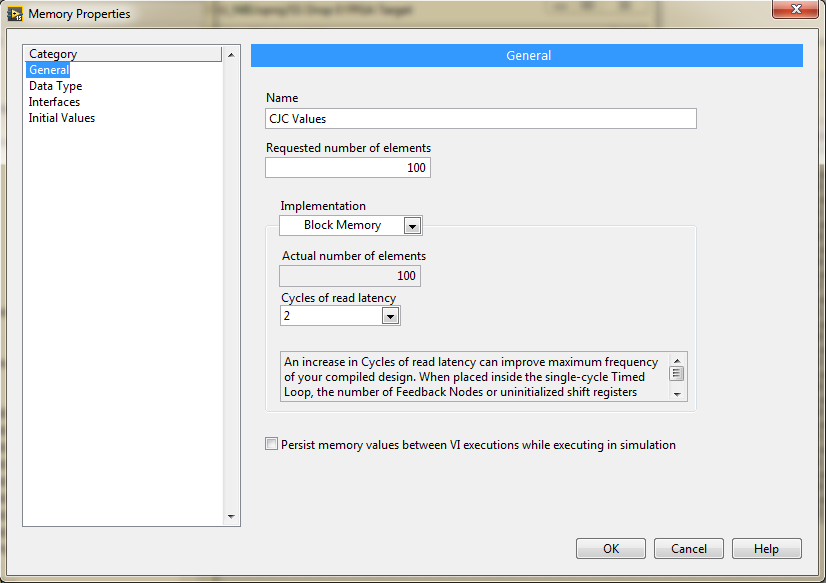 Memory Properties
Category
General
Data Type
Interfaces
Initial Values
General
Name
CJC Values
Requested number of elements
100
Implementation
Block Memory
Actual number of elements
100
Cycles of read latency
2
An increase in Cycles of read latency can improve maximum frequency
of your compiled design. When placed inside the single-cycle Timed
Loop, the number of Feedback Nodes or uninitialized shift registers
Persist memory values between VI executions while executing in simulation
OK Cancel Help